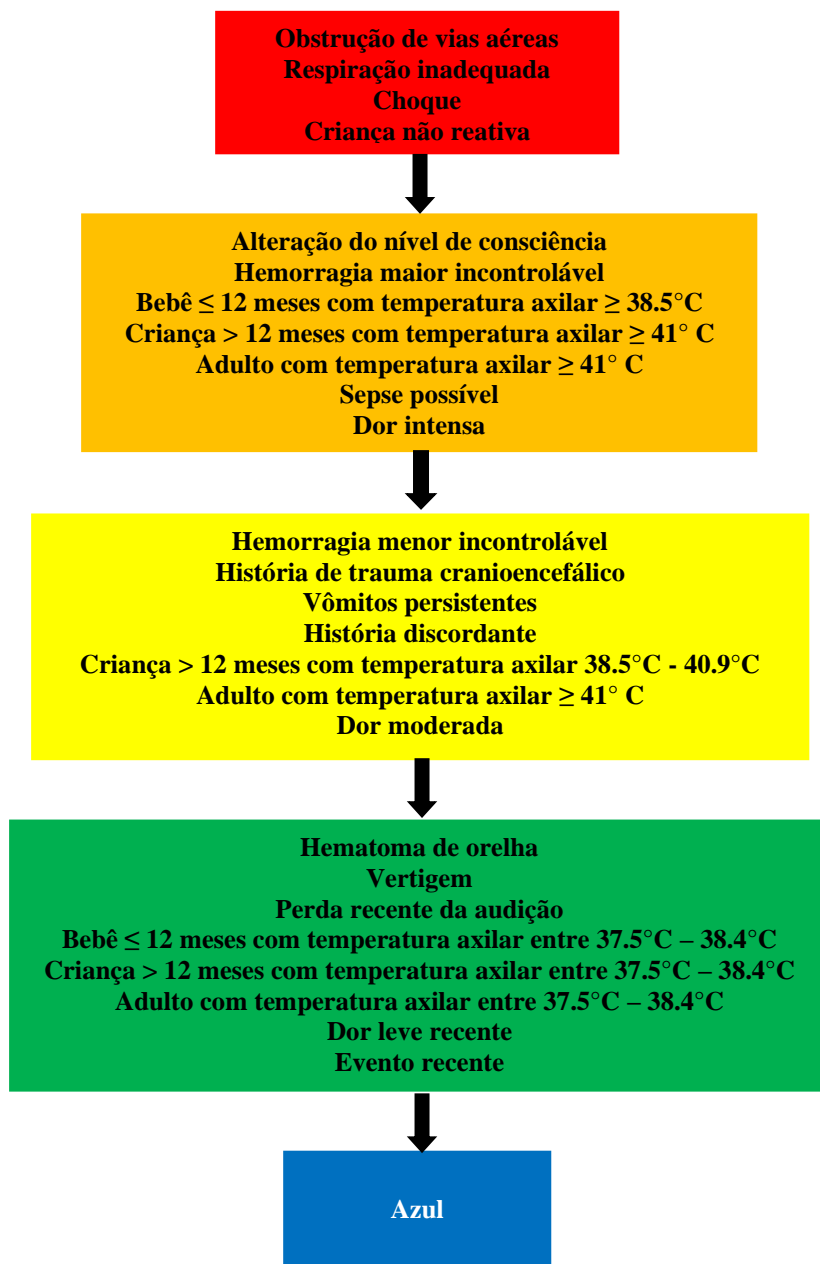 Obstrução de vias aéreas
Respiração inadequada
Choque
Criança não reativa
Alteração do nível de consciência
Hemorragia maior incontrolável
Bebê ≤ 12 meses com temperatura axilar ≥ 38.5°C
Criança > 12 meses com temperatura axilar ≥ 41° C
Adulto com temperatura axilar ≥ 41° C
Sepse possível
Dor intensa
Hemorragia menor incontrolável
História de trauma cranioencefálico
Vômitos persistentes
História discordante
Criança > 12 meses com temperatura axilar 38.5°C - 40.9°C
Adulto com temperatura axilar ≥ 41° C
Dor moderada
Hematoma de orelha
Vertigem
Perda recente da audição
Bebê ≤ 12 meses com temperatura axilar entre 37.5°C – 38.4°C
Criança > 12 meses com temperatura axilar entre 37.5°C – 38.4°C
Adulto com temperatura axilar entre 37.5°C – 38.4°C
Dor leve recente
Evento recente
Azul